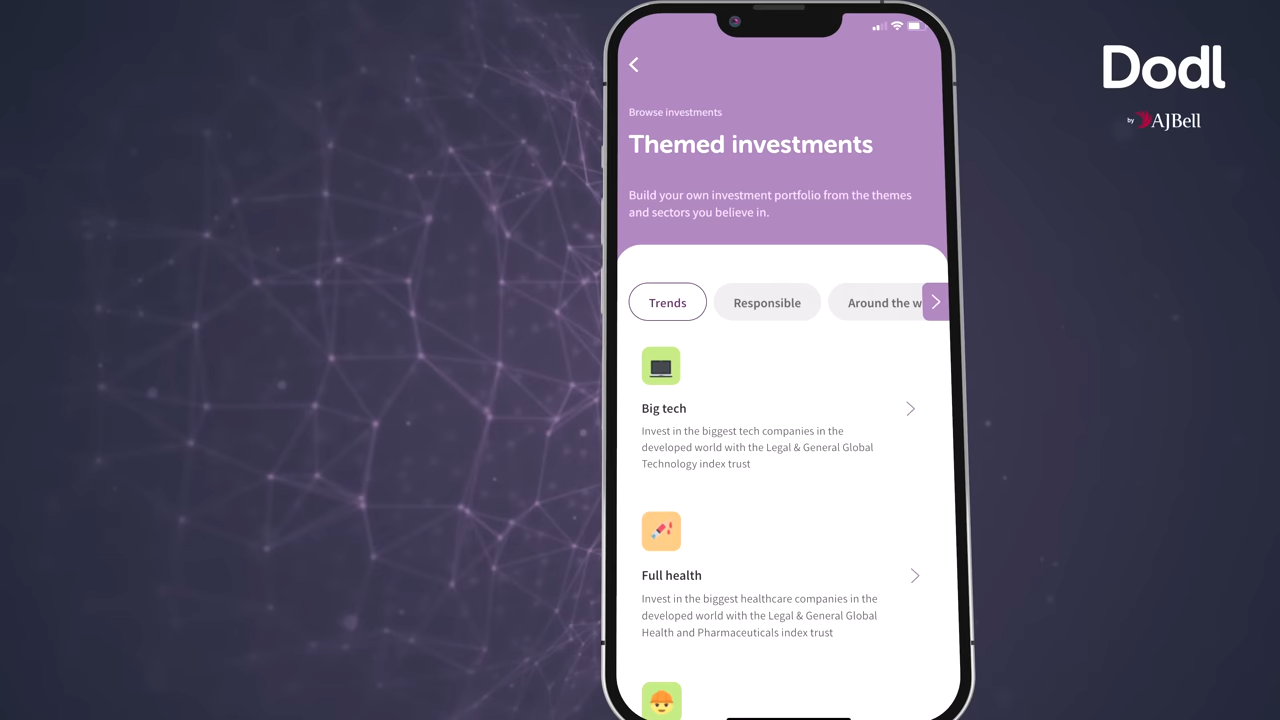 Dodl
by AJBell
Browse investments
Themed investments
Build your own investment portfolio from the themes
and sectors you believe in.
Trends
Responsible
Around the w
Big tech
Invest in the biggest tech companies in the
developed world with the Legal & General Global
Technology index trust
Full health
Invest in the biggest healthcare companies in the
developed world with the Legal & General Global
Health and Pharmaceuticals index trust